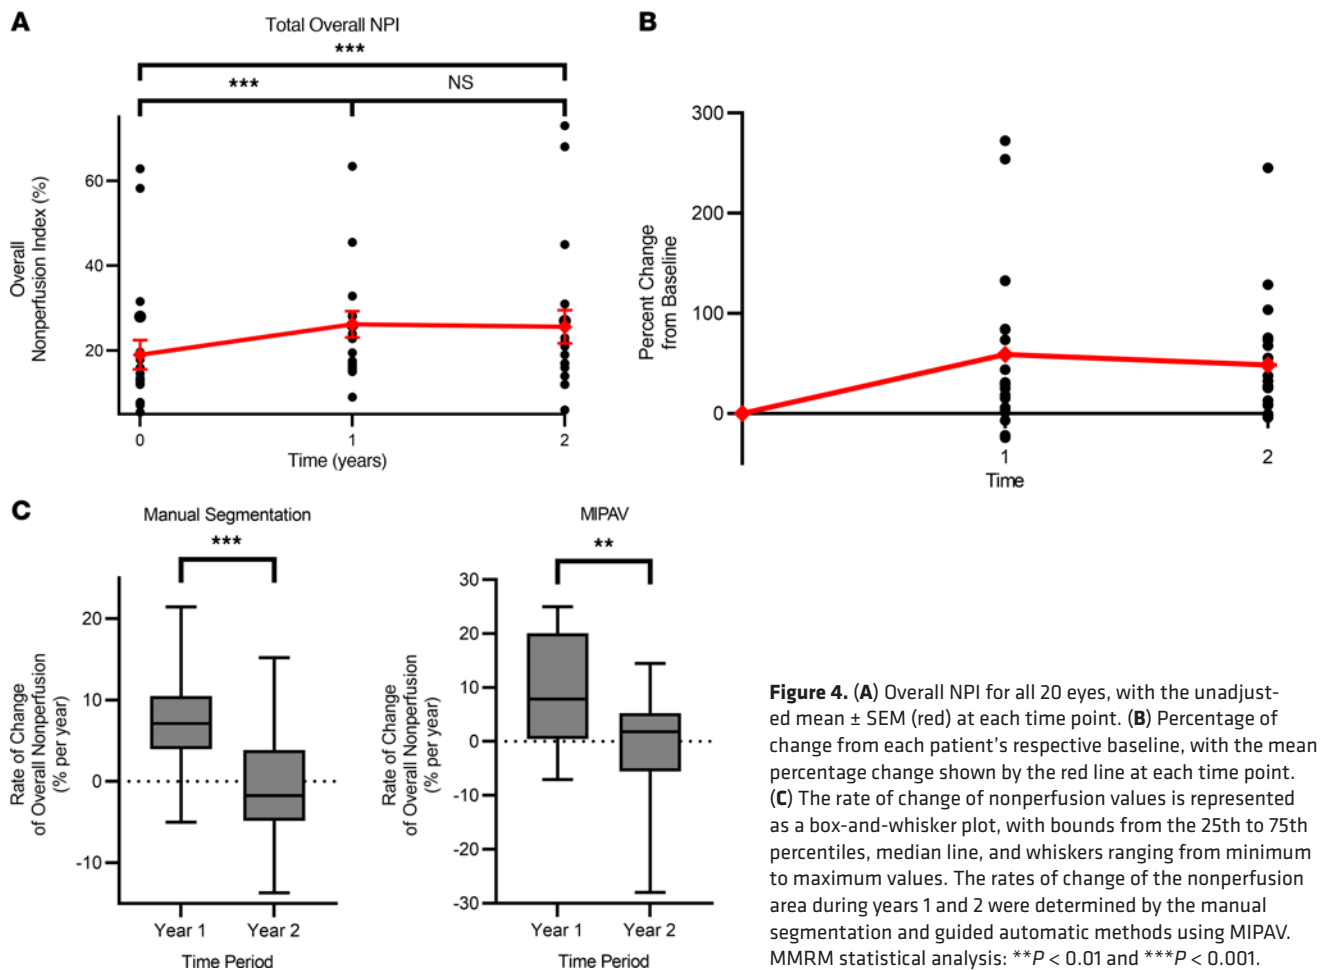 A
Total Overall NPI
***
***
NS
Overall
Nonperfusion Index (%)
60
40
20
0
1
2
Time (years)
B
Percent Change
from Baseline
300
200
100
0
1
2
Time
C
Manual Segmentation
***
Rate of Change
of Overall Nonperfusion
(% per year)
20
10
0
-10
Year 1
Year 2
Time Period
MIPAV
**
Rate of Change
of Overall Nonperfusion
(% per year)
30
20
10
0
-10
-20
-30
Year 1
Year 2
Time Period
Figure 4. (A) Overall NPI for all 20 eyes, with the unadjust-
ed mean ± SEM (red) at each time point. (B) Percentage of
change from each patient's respective baseline, with the mean
percentage change shown by the red line at each time point.
(C) The rate of change of nonperfusion values is represented
as a box-and-whisker plot, with bounds from the 25th to 75th
percentiles, median line, and whiskers ranging from minimum
to maximum values. The rates of change of the nonperfusion
area during years 1 and 2 were determined by the manual
segmentation and guided automatic methods using MIPAV.
MMRM statistical analysis: **P < 0.01 and ***P < 0.001.